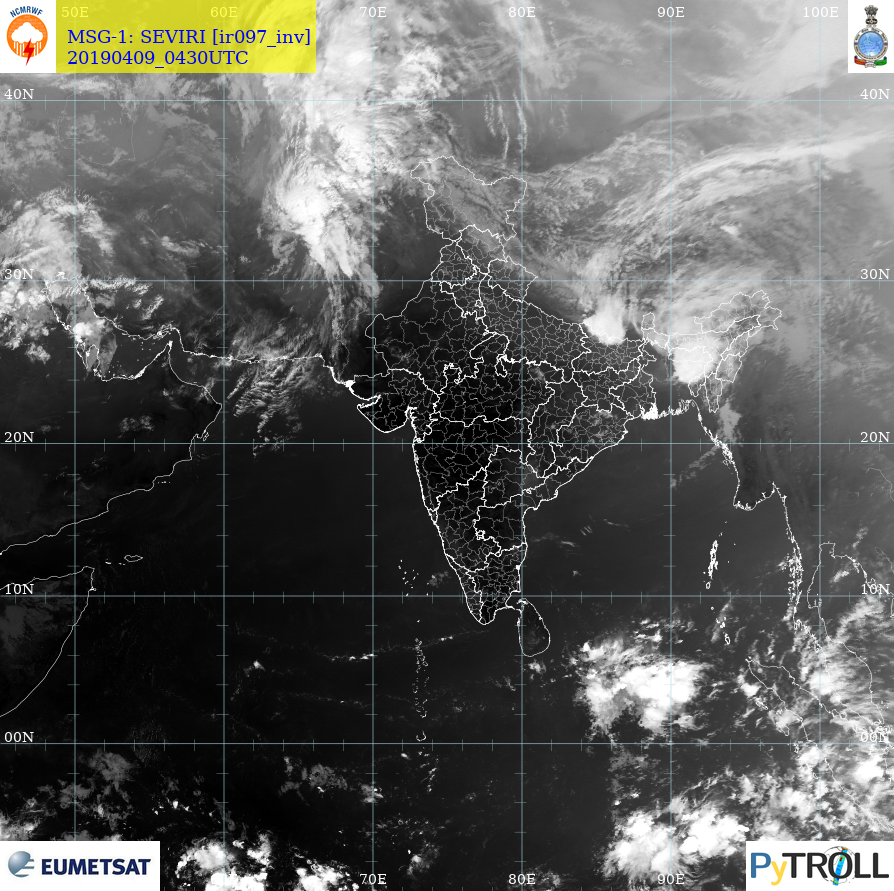 NCMRWF
50E 60E 70E 80E 90E 100E
MSG-1: SEVIRI [ir097_inv]
20190409_0430UTC
40N 40N
30N 30N
20N 20N
10N 10N
00N 00N
EUMETSAT
70E 80E 90E
PyTROLL